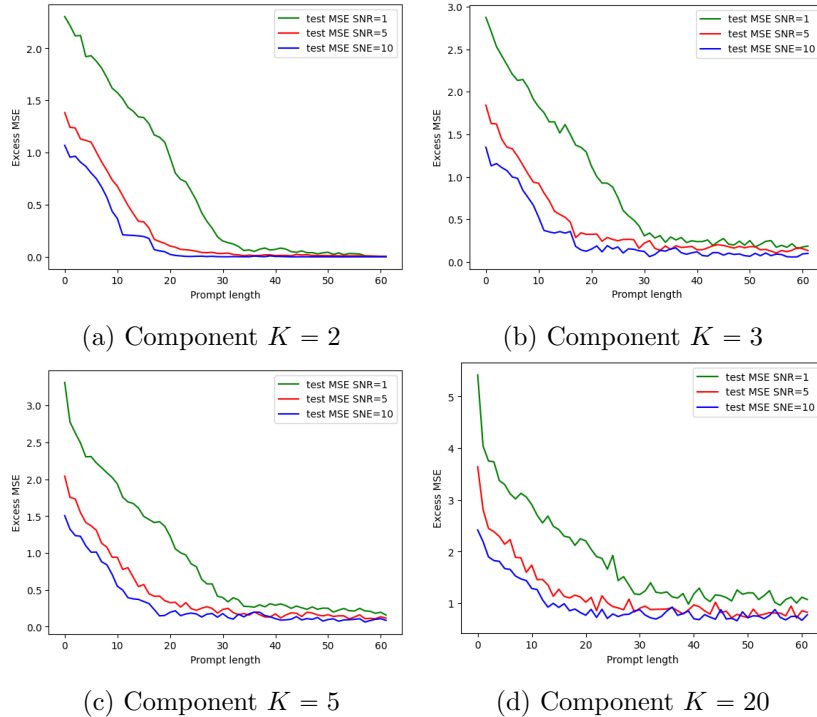 test MSE SNR=1
test MSE SNR=5
test MSE SNE=10
Excess MSE
2.0
1.5
1.0
0.5
0.0
0 10 20 30 40 50 60
Prompt length
(a) Component K = 2
test MSE SNR=1
test MSE SNR=5
test MSE SNE=10
Excess MSE
3.0
2.5
2.0
1.5
1.0
0.5
0.0
0 10 20 30 40 50 60
Prompt length
(b) Component K = 3
test MSE SNR=1
test MSE SNR=5
test MSE SNE=10
Excess MSE
3.0
2.5
2.0
1.5
1.0
0.5
0.0
0 10 20 30 40 50 60
Prompt length
(c) Component K = 5
test MSE SNR=1
test MSE SNR=5
test MSE SNE=10
Excess MSE
5
4
3
2
1
0 10 20 30 40 50 60
Prompt length
(d) Component K = 20